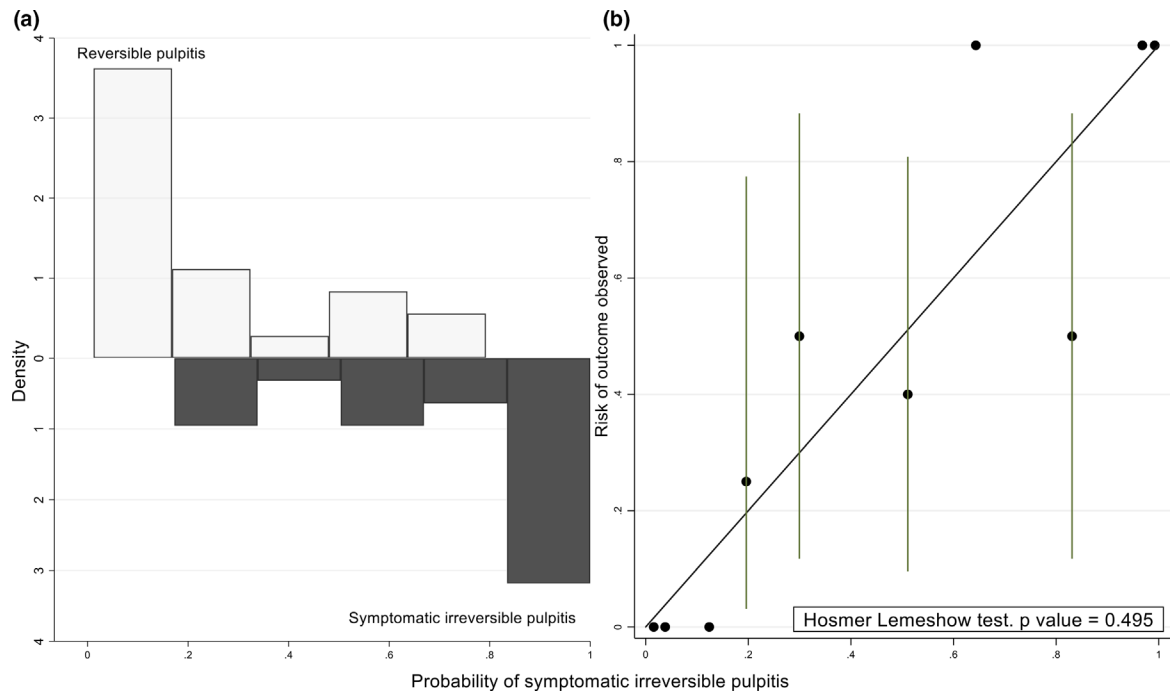 (a)
Reversible pulpitis
4
3
2
1
0
1
2
3
4
Density
Symptomatic irreversible pulpitis
0 .2 .4 .6 .8 1
(b)
1
.8
.6
.4
.2
0
Risk of outcome observed
Hosmer Lemeshow test. p value = 0.495
0 .2 .4 .6 .8 1
Probability of symptomatic irreversible pulpitis